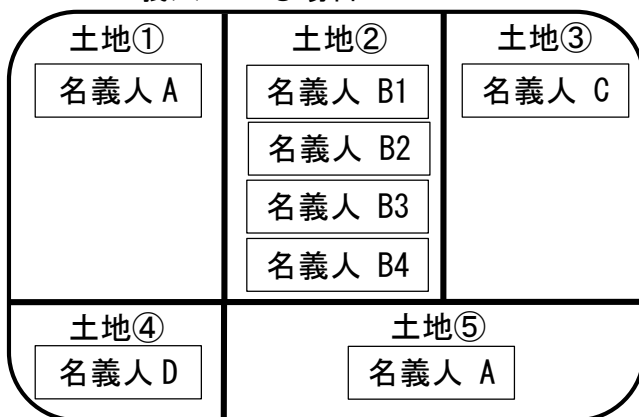 土地①
名義人 A
土地②
名義人 B1
名義人 B2
名義人 B3
名義人 B4
土地③
名義人 C
土地④
名義人 D
土地⑤
名義人 A